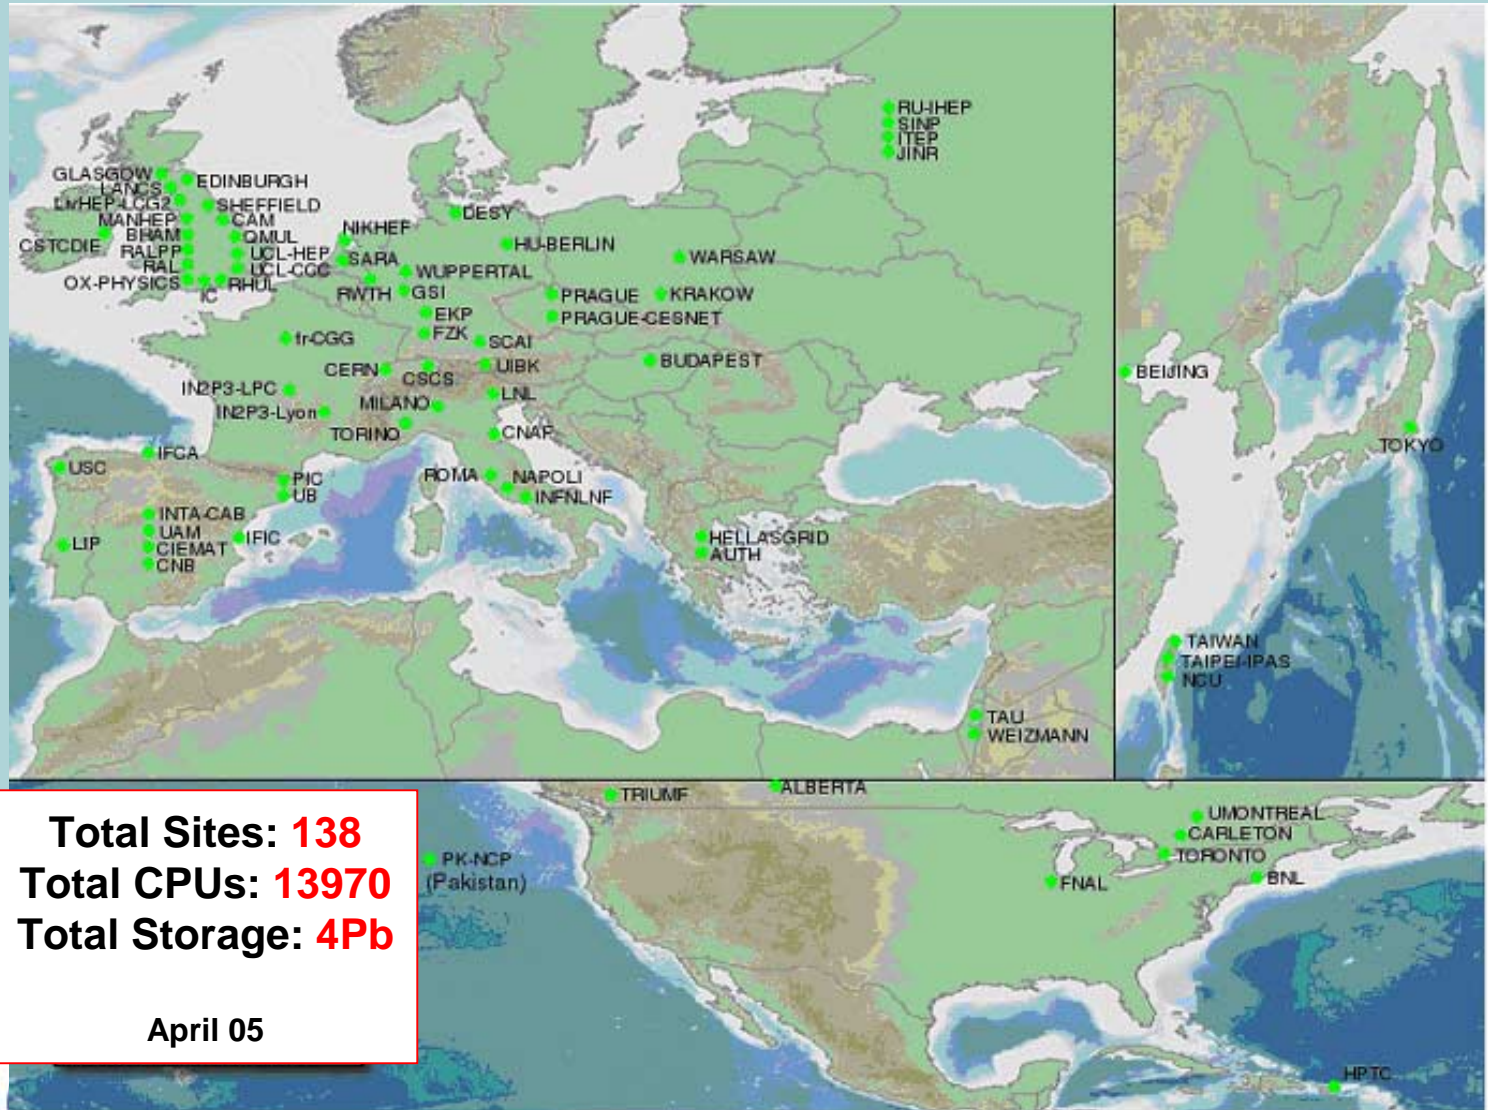 RU-IHEP
SINP
ITEP
JINR
GLASGOW
EDINBURGH
LANCS
LivHEP-LCG2
SHEFFIELD
MANHEP
CAM
CSTCDIE
BHAM
QMUL
RALPP
UCL-HEP
RAL
UCL-CCC
OX-PHYSICS
IC
RHUL
NIKHEF
SARA
DESY
HU-BERLIN
WUPPERTAL
RWTH
GSI
WARSAW
PRAGUE
KRAKOW
PRAGUE-CESNET
EKP
FZK
SCAI
fr-CGG
CERN
CSCS
UIBK
BUDAPEST
IN2P3-LPC
IN2P3-Lyon
MILANO
LNL
TORINO
CNAF
IFCA
USC
PIC
UB
ROMA
NAPOLI
INFNLNF
INTA-CAB
UAM
CIEMAT
CNB
LIP
IFIC
HELLASGRID
AUTH
TAU
WEIZMANN
BEIJING
TOKYO
TAIWAN
TAIPEI-IPAS
NCU
TRIUMF
ALBERTA
UMONTREAL
CARLETON
TORONTO
BNL
FNAL
PK-NCP
(Pakistan)
HPTC
Total Sites: 138
Total CPUs: 13970
Total Storage: 4Pb
April 05